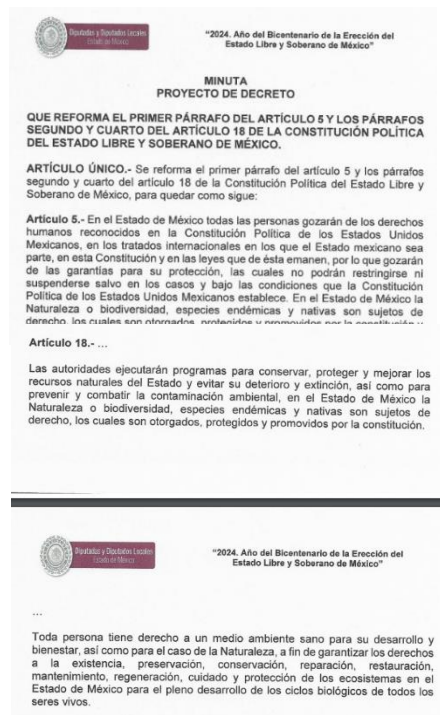 Diputadas y Diputados Locales
Estado de México
"2024. Año del Bicentenario de la Erección del
Estado Libre y Soberano de México"
MINUTA
PROYECTO DE DECRETO
QUE REFORMA EL PRIMER PÁRRAFO DEL ARTÍCULO 5 Y LOS PÁRRAFOS
SEGUNDO Y CUARTO DEL ARTÍCULO 18 DE LA CONSTITUCIÓN POLÍTICA
DEL ESTADO LIBRE Y SOBERANO DE MÉXICO.
ARTÍCULO ÚNICO.- Se reforma el primer párrafo del artículo 5 y los párrafos
segundo y cuarto del artículo 18 de la Constitución Política del Estado Libre y
Soberano de México, para quedar como sigue:
Artículo 5.- En el Estado de México todas las personas gozarán de los derechos
humanos reconocidos en la Constitución Política de los Estados Unidos
Mexicanos, en los tratados internacionales en los que el Estado mexicano sea
parte, en esta Constitución y en las leyes que de ésta emanen, por lo que gozarán
de las garantías para su protección, las cuales no podrán restringirse ni
suspenderse salvo en los casos y bajo las condiciones que la Constitución
Política de los Estados Unidos Mexicanos establece. En el Estado de México la
Naturaleza o biodiversidad, especies endémicas y nativas son sujetos de
derecho, los cuales son otorgados, protegidos y promovidos por la constitución y
Artículo 18.- ...
Las autoridades ejecutarán programas para conservar, proteger y mejorar los
recursos naturales del Estado y evitar su deterioro y extinción, así como para
prevenir y combatir la contaminación ambiental, en el Estado de México la
Naturaleza o biodiversidad, especies endémicas y nativas son sujetos de
derecho, los cuales son otorgados, protegidos y promovidos por la constitución.
Diputadas y Diputados Locales
Estado de México
"2024. Año del Bicentenario de la Erección del
Estado Libre y Soberano de México"
...
Toda persona tiene derecho a un medio ambiente sano para su desarrollo y
bienestar, así como para el caso de la Naturaleza, a fin de garantizar los derechos
a la existencia, preservación, conservación, reparación, restauración,
mantenimiento, regeneración, cuidado y protección de los ecosistemas en el
Estado de México para el pleno desarrollo de los ciclos biológicos de todos los
seres vivos.